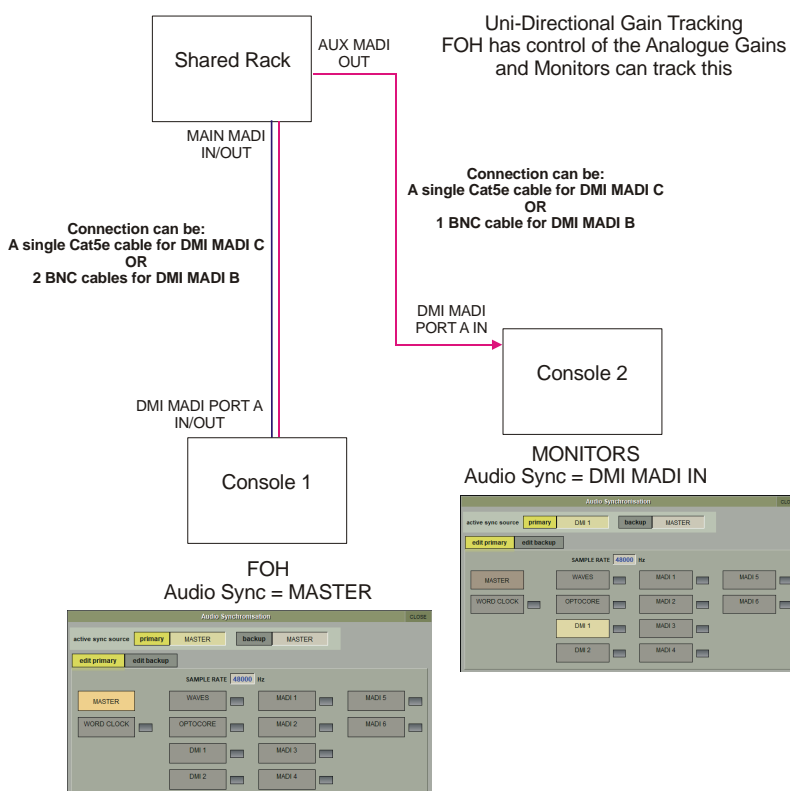 Uni-Directional Gain Tracking
FOH has control of the Analogue Gains
and Monitors can track this
Shared Rack
AUX MADI
OUT
MAIN MADI
IN/OUT
Connection can be:
A single Cat5e cable for DMI MADI C
OR
1 BNC cable for DMI MADI B
Connection can be:
A single Cat5e cable for DMI MADI C
OR
2 BNC cables for DMI MADI B
DMI MADI
PORT A IN
Console 2
DMI MADI PORT A
IN/OUT
Console 1
MONITORS
Audio Sync = DMI MADI IN
Audio Synchronisation
active sync source primary DMI 1 backup MASTER
edit primary edit backup
SAMPLE RATE 48000 Hz
MASTER WAVES MADI 1 MADI 5
WORD CLOCK OPTOCORE MADI 2 MADI 6
DMI 1 MADI 3
DMI 2 MADI 4
FOH
Audio Sync = MASTER
Audio Synchronisation CLOSE
active sync source primary MASTER backup MASTER
edit primary edit backup
SAMPLE RATE 48000 Hz
MASTER WAVES MADI 1 MADI 5
WORD CLOCK OPTOCORE MADI 2 MADI 6
DMI 1 MADI 3
DMI 2 MADI 4